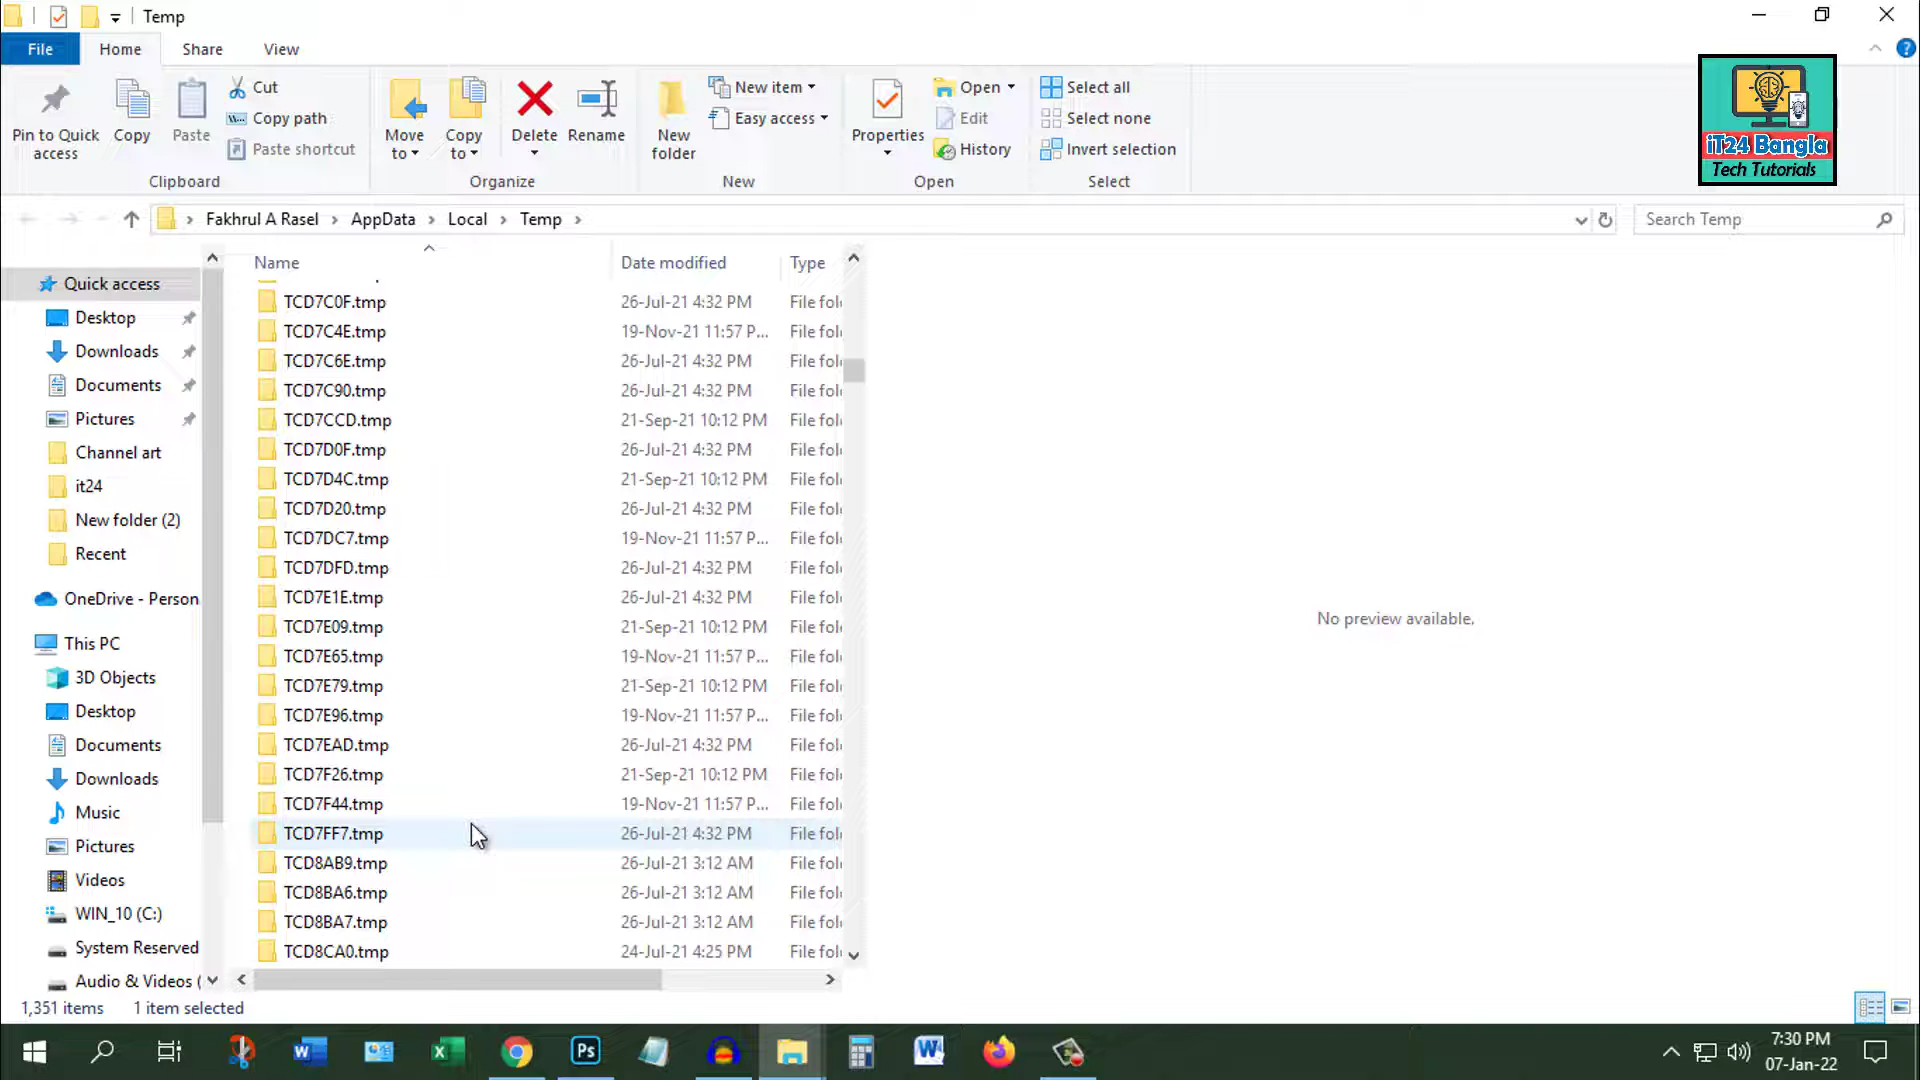 Temp
File Home Share View
Pin to Quick access
Copy
Paste
Cut
Copy path
Paste shortcut
Clipboard
Move to
Copy to
Delete
Rename
Organize
New folder
New item
Easy access
New
Properties
Open
Edit
History
Open
Select all
Select none
Invert selection
Select
iT24 Bangla
Tech Tutorials
Fakhrul A Rasel > AppData > Local > Temp >
Search Temp
Quick access
Desktop
Downloads
Documents
Pictures
Channel art
it24
New folder (2)
Recent
OneDrive - Person
This PC
3D Objects
Desktop
Documents
Downloads
Music
Pictures
Videos
WIN_10 (C:)
System Reserved
Audio & Videos (
Name Date modified Type
TCD7C0F.tmp 26-Jul-21 4:32 PM File fol
TCD7C4E.tmp 19-Nov-21 11:57 P... File fol
TCD7C6E.tmp 26-Jul-21 4:32 PM File fol
TCD7C90.tmp 26-Jul-21 4:32 PM File fol
TCD7CCD.tmp 21-Sep-21 10:12 PM File fol
TCD7D0F.tmp 26-Jul-21 4:32 PM File fol
TCD7D4C.tmp 21-Sep-21 10:12 PM File fol
TCD7D20.tmp 26-Jul-21 4:32 PM File fol
TCD7DC7.tmp 19-Nov-21 11:57 P... File fol
TCD7DFD.tmp 26-Jul-21 4:32 PM File fol
TCD7E1E.tmp 26-Jul-21 4:32 PM File fol
TCD7E09.tmp 21-Sep-21 10:12 PM File fol
TCD7E65.tmp 19-Nov-21 11:57 P... File fol
TCD7E79.tmp 21-Sep-21 10:12 PM File fol
TCD7E96.tmp 19-Nov-21 11:57 P... File fol
TCD7EAD.tmp 26-Jul-21 4:32 PM File fol
TCD7F26.tmp 21-Sep-21 10:12 PM File fol
TCD7F44.tmp 19-Nov-21 11:57 P... File fol
TCD7FF7.tmp 26-Jul-21 4:32 PM File fol
TCD8AB9.tmp 26-Jul-21 3:12 AM File fol
TCD8BA6.tmp 26-Jul-21 3:12 AM File fol
TCD8BA7.tmp 26-Jul-21 3:12 AM File fol
TCD8CA0.tmp 24-Jul-21 4:25 PM File fol
No preview available.
1,351 items 1 item selected
Ps
7:30 PM
07-Jan-22